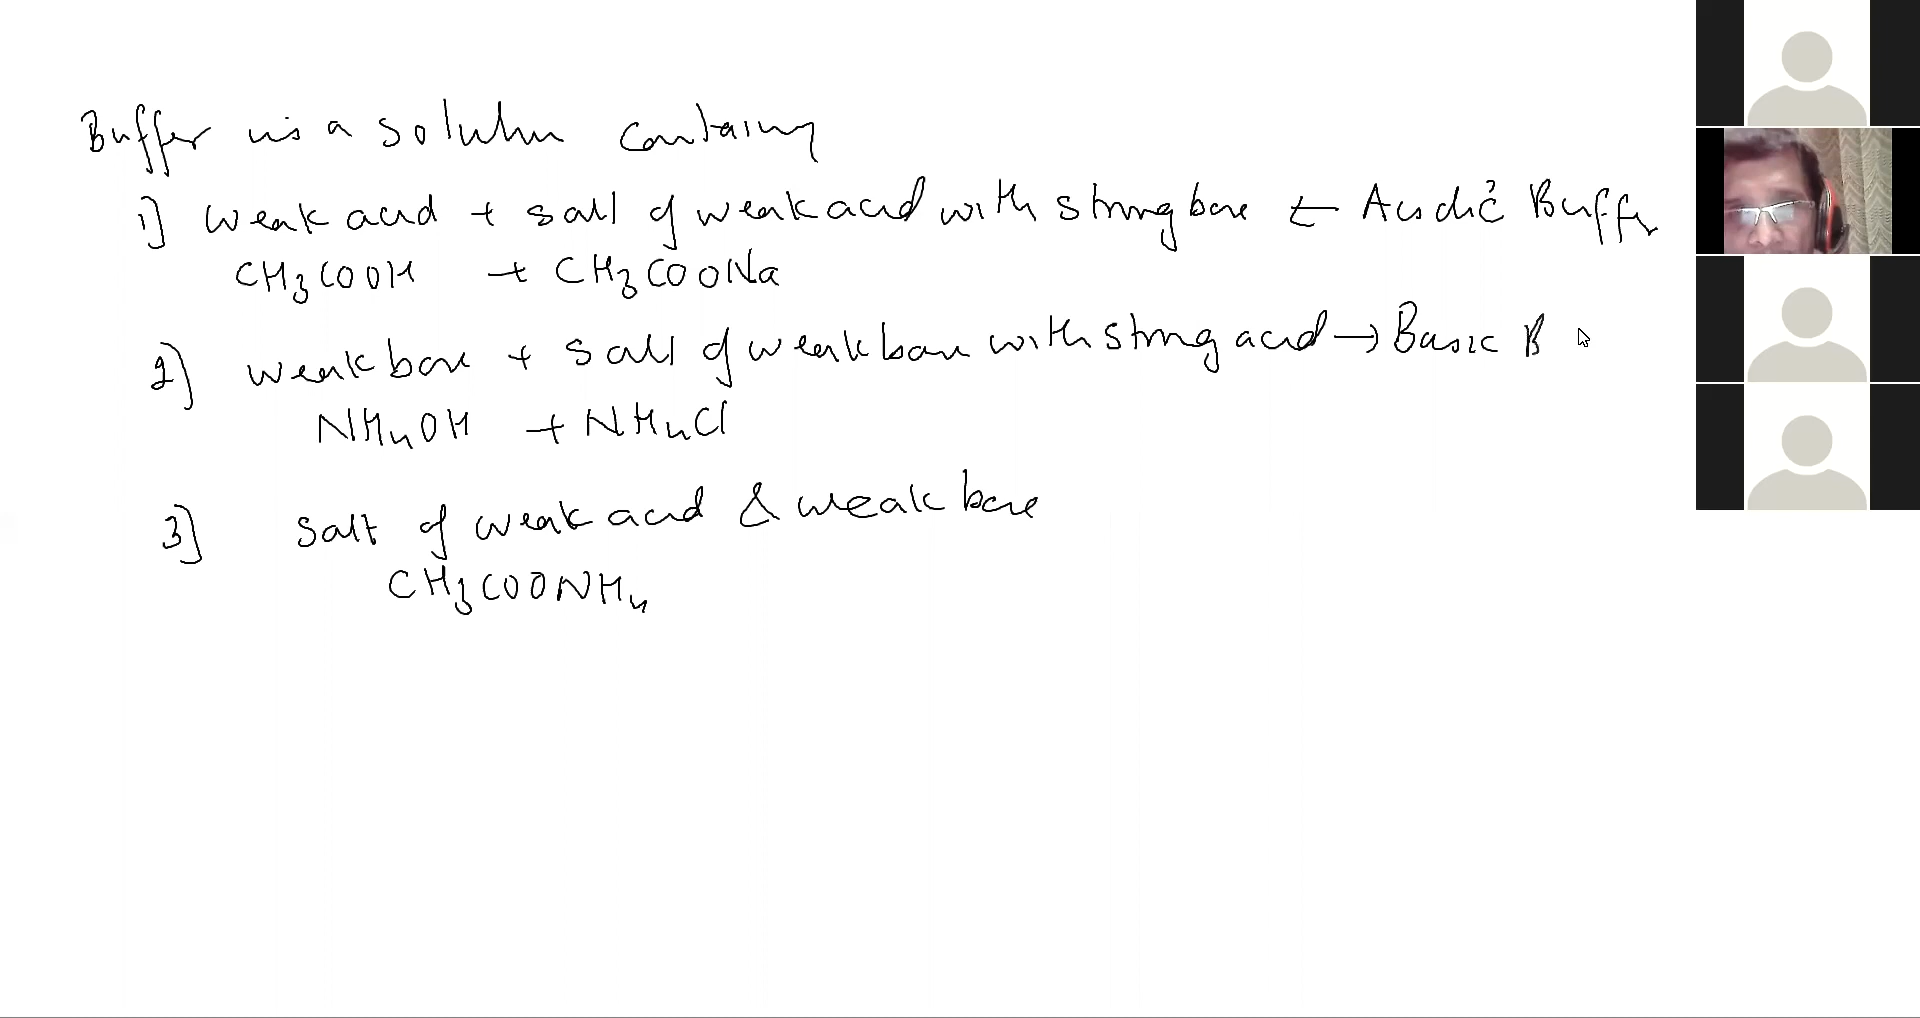 Buffer is a solution containing
1) weak acid + salt of weak acid with strong base ← Acidic Buffer
CH3COOH + CH3COONa
2) weak base + salt of weak base with strong acid → Basic B
NH4OH + NH4Cl
3) salt of weak acid & weak base
CH3COONH4